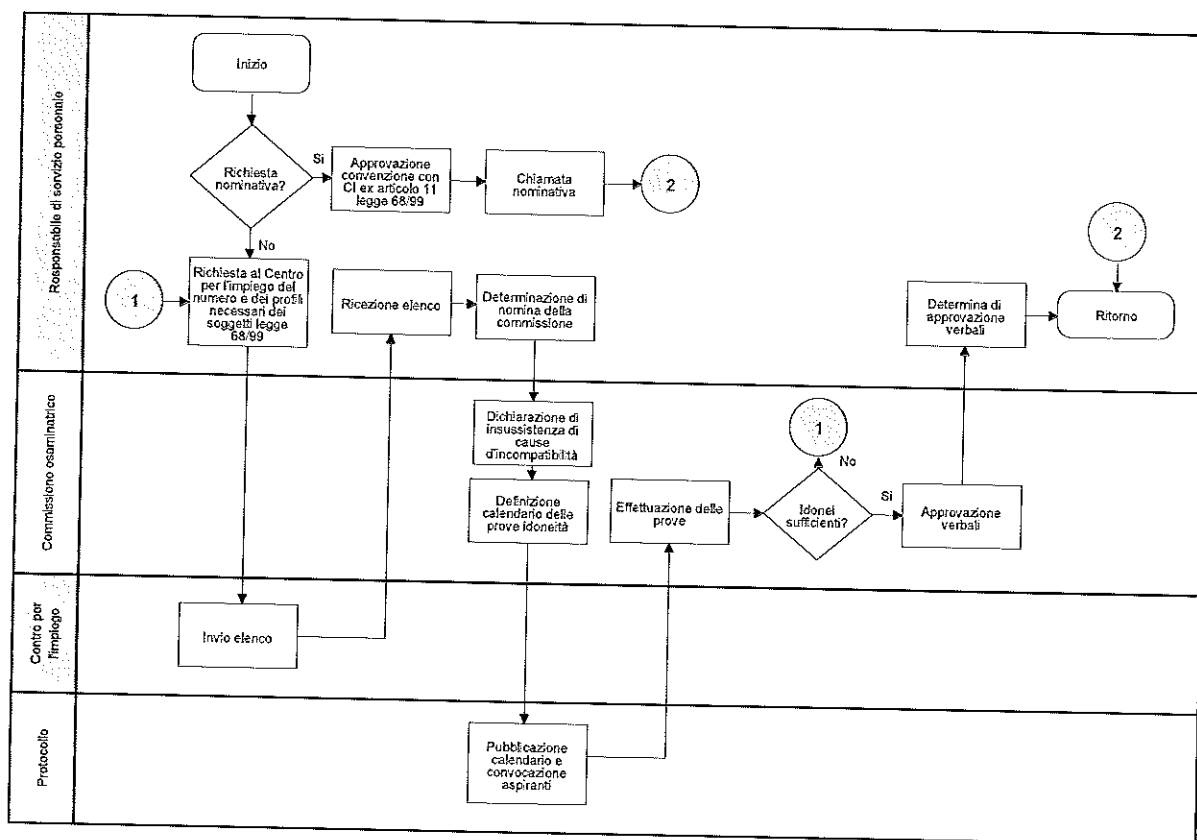 Responsabile di servizio personale
Inizio
Richiesta
nominativa?
Si
Approvazione
convenzione con
CI ex articolo 11
legge 68/99
Chiamata
nominativa
2
No
1
Richiesta al Centro
per l'impiego del
numero e dei profili
necessari dei
soggetti legge
68/99
Ricezione elenco
Determinazione di
nomina della
commissione
Determina di
approvazione
verbali
2
Ritorno
Commissione esaminatrice
Dichiarazione di
insussistenza di
cause
d'incompatibilità
Definizione
calendario delle
prove idoneità
Effettuazione delle
prove
1
No
Idonei
sufficienti?
Si
Approvazione
verbali
Centro per
l'impiego
Invio elenco
Protocollo
Pubblicazione
calendario e
convocazione
aspiranti